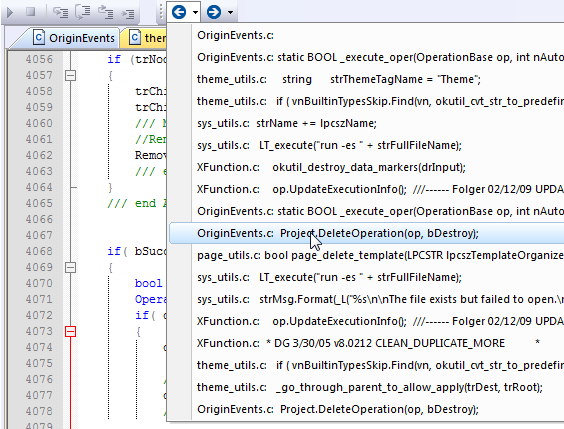 OriginEvents
them
4056
4057
4058
4059
4060
4061
4062
4063
4064
4065
4066
4067
4068
4069
4070
4071
4072
4073
4074
4075
4076
4077
4078
4079
if (trNod
{
trChi
trChi
///
//Rem
Remov
/// e
}
/// end
if( bSuc
{
bool
Opera
if( o
{
OriginEvents.c:
OriginEvents.c: static BOOL _execute_oper(OperationBase op, int nAuto
theme_utils.c: string strThemeTagName = "Theme";
theme_utils.c: if ( vnBuiltinTypesSkip.Find(vn, okutil_cvt_str_to_predefin
sys_utils.c: strName += lpcszName;
sys_utils.c: LT_execute("run -es " + strFullFileName);
XFunction.c: okutil_destroy_data_markers(drInput);
XFunction.c: op.UpdateExecutionInfo(); ///------ Folger 02/12/09 UPDA
OriginEvents.c: static BOOL _execute_oper(OperationBase op, int nAuto
OriginEvents.c: Project.DeleteOperation(op, bDestroy);
page_utils.c: bool page_delete_template(LPCSTR lpcszTemplateOrganize
sys_utils.c: LT_execute("run -es " + strFullFileName);
sys_utils.c: strMsg.Format(_L("%s\n\nThe file exists but failed to open.\n
XFunction.c: op.UpdateExecutionInfo(); ///------ Folger 02/12/09 UPDA
XFunction.c: * DG 3/30/05 v8.0212 CLEAN_DUPLICATE_MORE *
theme_utils.c: if ( vnBuiltinTypesSkip.Find(vn, okutil_cvt_str_to_predefin
theme_utils.c: _go_through_parent_to_allow_apply(trDest, trRoot);
OriginEvents.c: Project.DeleteOperation(op, bDestroy);